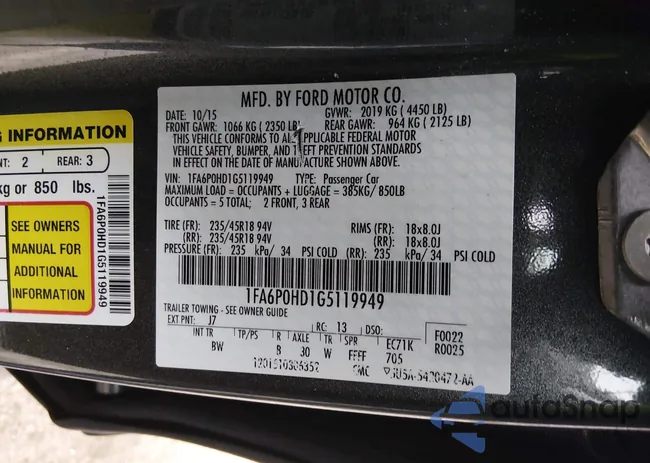 MFD. BY FORD MOTOR CO.
DATE: 10/15 GVWR: 2019 KG ( 4450 LB)
FRONT GAWR: 1066 KG ( 2350 LB) REAR GAWR: 964 KG ( 2125 LB)
THIS VEHICLE CONFORMS TO ALL APPLICABLE FEDERAL MOTOR
VEHICLE SAFETY, BUMPER, AND THEFT PREVENTION STANDARDS
IN EFFECT ON THE DATE OF MANUFACTURE SHOWN ABOVE.
VIN: 1FA6P0HD1G5119949 TYPE: Passenger Car
MAXIMUM LOAD = OCCUPANTS + LUGGAGE = 385KG/ 850LB
OCCUPANTS = 5 TOTAL; 2 FRONT, 3 REAR
TIRE (FR): 235/45R18 94V RIMS (FR): 18x8.0J
(RR): 235/45R18 94V (RR): 18x8.0J
PRESSURE (FR): 235 kPa/ 34 PSI COLD (RR): 235 kPa/ 34 PSI COLD
1FA6P0HD1G5119949
TRAILER TOWING - SEE OWNER GUIDE
EXT PNT: J7 RC: 13 DSO: F0022
INT TR TP/PS R AXLE TR SPR EC71K R0025
BW 8 30 W FFFF 705
G INFORMATION
NT: 2 REAR: 3
kg or 850 lbs.
SEE OWNERS
MANUAL FOR
ADDITIONAL
INFORMATION
1FA6P0HD1G5119949
autoSnap